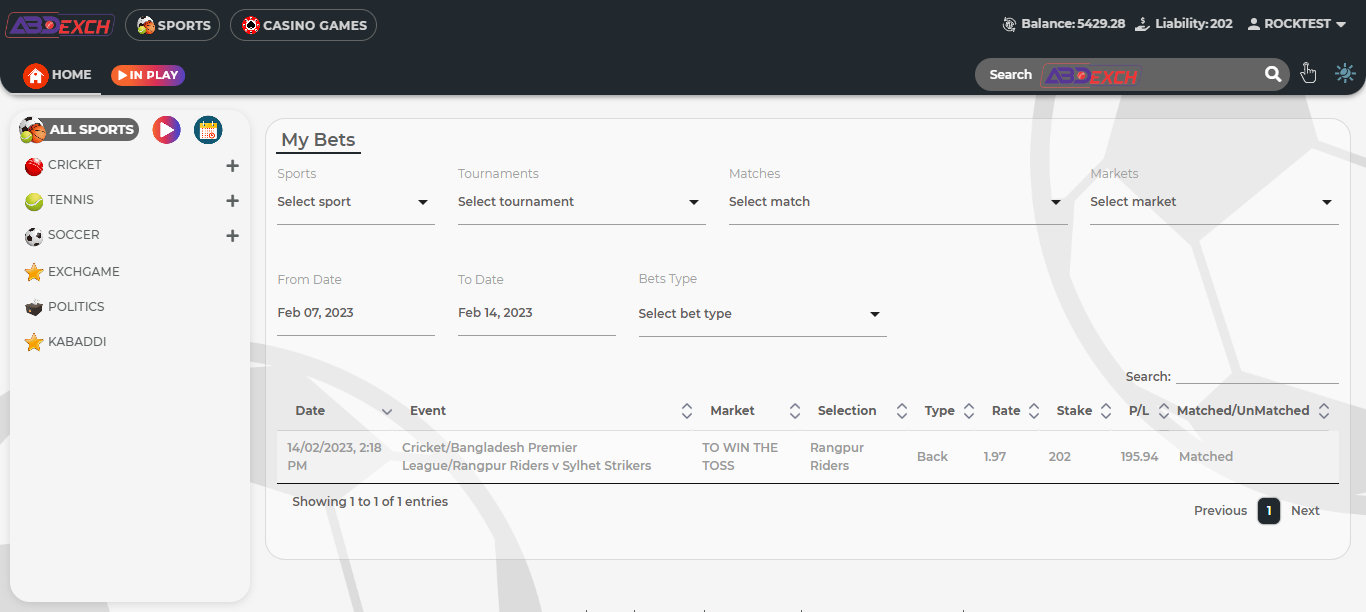 ABDEXCH SPORTS CASINO GAMES Balance: 5429.28 Liability: 202 ROCKTEST
HOME IN PLAY Search ABDEXCH
ALL SPORTS
CRICKET +
TENNIS +
SOCCER +
EXCHGAME
POLITICS
KABADDI
My Bets
Sports Tournaments Matches Markets
Select sport Select tournament Select match Select market
From Date To Date Bets Type
Feb 07, 2023 Feb 14, 2023 Select bet type
Search:
Date Event Market Selection Type Rate Stake P/L Matched/UnMatched
14/02/2023, 2:18 Cricket/Bangladesh Premier TO WIN THE Rangpur
PM League/Rangpur Riders v Sylhet Strikers TOSS Riders Back 1.97 202 195.94 Matched
Showing 1 to 1 of 1 entries
Previous 1 Next